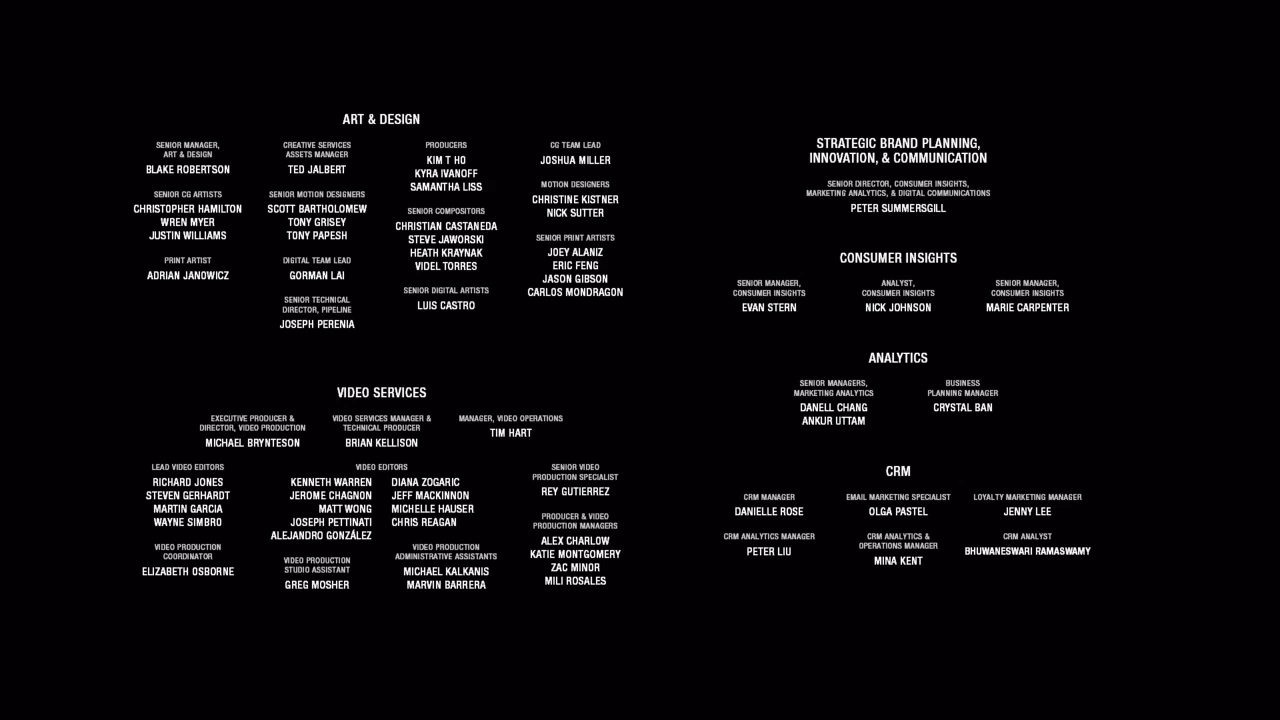 ART & DESIGN
SENIOR MANAGER,
ART & DESIGN
BLAKE ROBERTSON
SENIOR CG ARTISTS
CHRISTOPHER HAMILTON
WREN MYER
JUSTIN WILLIAMS
PRINT ARTIST
ADRIAN JANOWICZ
CREATIVE SERVICES
ASSETS MANAGER
TED JALBERT
SENIOR MOTION DESIGNERS
SCOTT BARTHOLOMEW
TONY GRISEY
TONY PAPESH
DIGITAL TEAM LEAD
GORMAN LAI
SENIOR TECHNICAL
DIRECTOR, PIPELINE
JOSEPH PERENIA
PRODUCERS
KIM T HO
KYRA IVANOFF
SAMANTHA LISS
SENIOR COMPOSITORS
CHRISTIAN CASTANEDA
STEVE JAWORSKI
HEATH KRAYNAK
VIDEL TORRES
SENIOR DIGITAL ARTISTS
LUIS CASTRO
CG TEAM LEAD
JOSHUA MILLER
MOTION DESIGNERS
CHRISTINE KISTNER
NICK SUTTER
SENIOR PRINT ARTISTS
JOEY ALANIZ
ERIC FENG
JASON GIBSON
CARLOS MONDRAGON
VIDEO SERVICES
EXECUTIVE PRODUCER &
DIRECTOR, VIDEO PRODUCTION
MICHAEL BRYNTESON
VIDEO SERVICES MANAGER &
TECHNICAL PRODUCER
BRIAN KELLISON
MANAGER, VIDEO OPERATIONS
TIM HART
LEAD VIDEO EDITORS
RICHARD JONES
STEVEN GERHARDT
MARTIN GARCIA
WAYNE SIMBRO
VIDEO PRODUCTION
COORDINATOR
ELIZABETH OSBORNE
VIDEO EDITORS
KENNETH WARREN
JEROME CHAGNON
MATT WONG
JOSEPH PETTINATI
ALEJANDRO GONZÁLEZ
DIANA ZOGARIC
JEFF MACKINNON
MICHELLE HAUSER
CHRIS REAGAN
VIDEO PRODUCTION
STUDIO ASSISTANT
GREG MOSHER
VIDEO PRODUCTION
ADMINISTRATIVE ASSISTANTS
MICHAEL KALKANIS
MARVIN BARRERA
SENIOR VIDEO
PRODUCTION SPECIALIST
REY GUTIERREZ
PRODUCER & VIDEO
PRODUCTION MANAGERS
ALEX CHARLOW
KATIE MONTGOMERY
ZAC MINOR
MILI ROSALES
STRATEGIC BRAND PLANNING,
INNOVATION, & COMMUNICATION
SENIOR DIRECTOR, CONSUMER INSIGHTS,
MARKETING ANALYTICS, & DIGITAL COMMUNICATIONS
PETER SUMMERSGILL
CONSUMER INSIGHTS
SENIOR MANAGER,
CONSUMER INSIGHTS
EVAN STERN
ANALYST,
CONSUMER INSIGHTS
NICK JOHNSON
SENIOR MANAGER,
CONSUMER INSIGHTS
MARIE CARPENTER
ANALYTICS
SENIOR MANAGERS,
MARKETING ANALYTICS
DANELL CHANG
ANKUR UTTAM
BUSINESS
PLANNING MANAGER
CRYSTAL BAN
CRM
CRM MANAGER
DANIELLE ROSE
EMAIL MARKETING SPECIALIST
OLGA PASTEL
LOYALTY MARKETING MANAGER
JENNY LEE
CRM ANALYTICS MANAGER
PETER LIU
CRM ANALYTICS &
OPERATIONS MANAGER
MINA KENT
CRM ANALYST
BHUWANESWARI RAMASWAMY